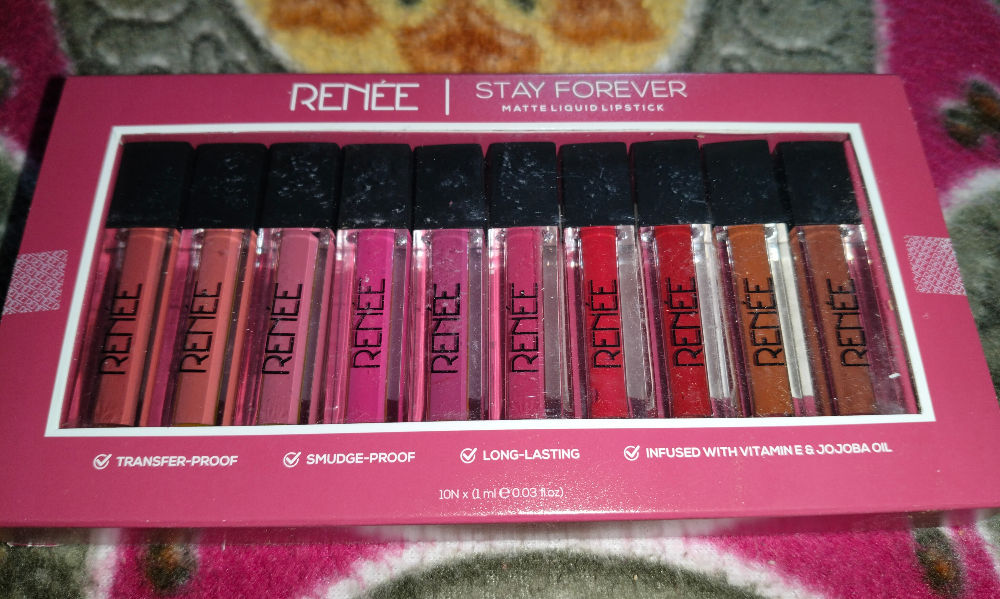 RENÉE | STAY FOREVER
MATTE LIQUID LIPSTICK
RENÉE
RENÉE
RENÉE
RENÉE
RENÉE
RENÉE
RENÉE
RENÉE
RENÉE
RENÉE
TRANSFER-PROOF
SMUDGE-PROOF
LONG-LASTING
INFUSED WITH VITAMIN E & JOJOBA OIL
10N x (1 ml ℮ 0.03 fl.oz)